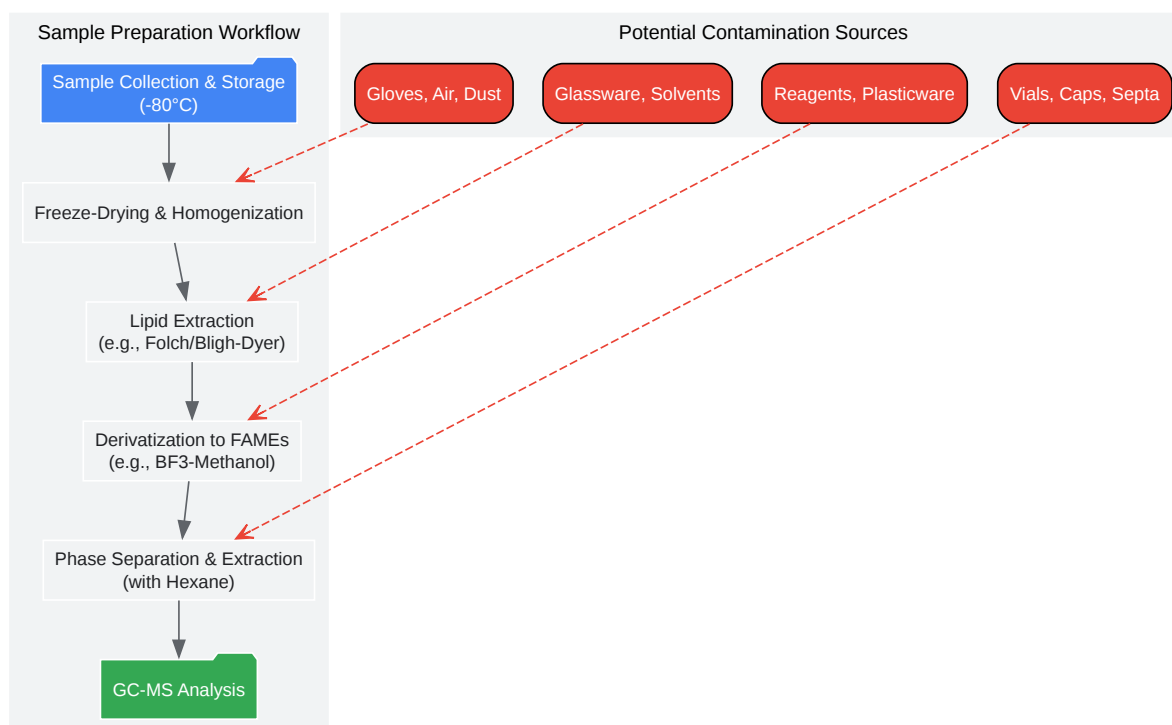 Sample Preparation Workflow
Potential Contamination Sources
Sample Collection & Storage
(-80°C)
Gloves, Air, Dust
Glassware, Solvents
Reagents, Plasticware
Vials, Caps, Septa
Freeze-Drying & Homogenization
Lipid Extraction
(e.g., Folch/Bligh-Dyer)
Derivatization to FAMEs
(e.g., BF3-Methanol)
Phase Separation & Extraction
(with Hexane)
GC-MS Analysis